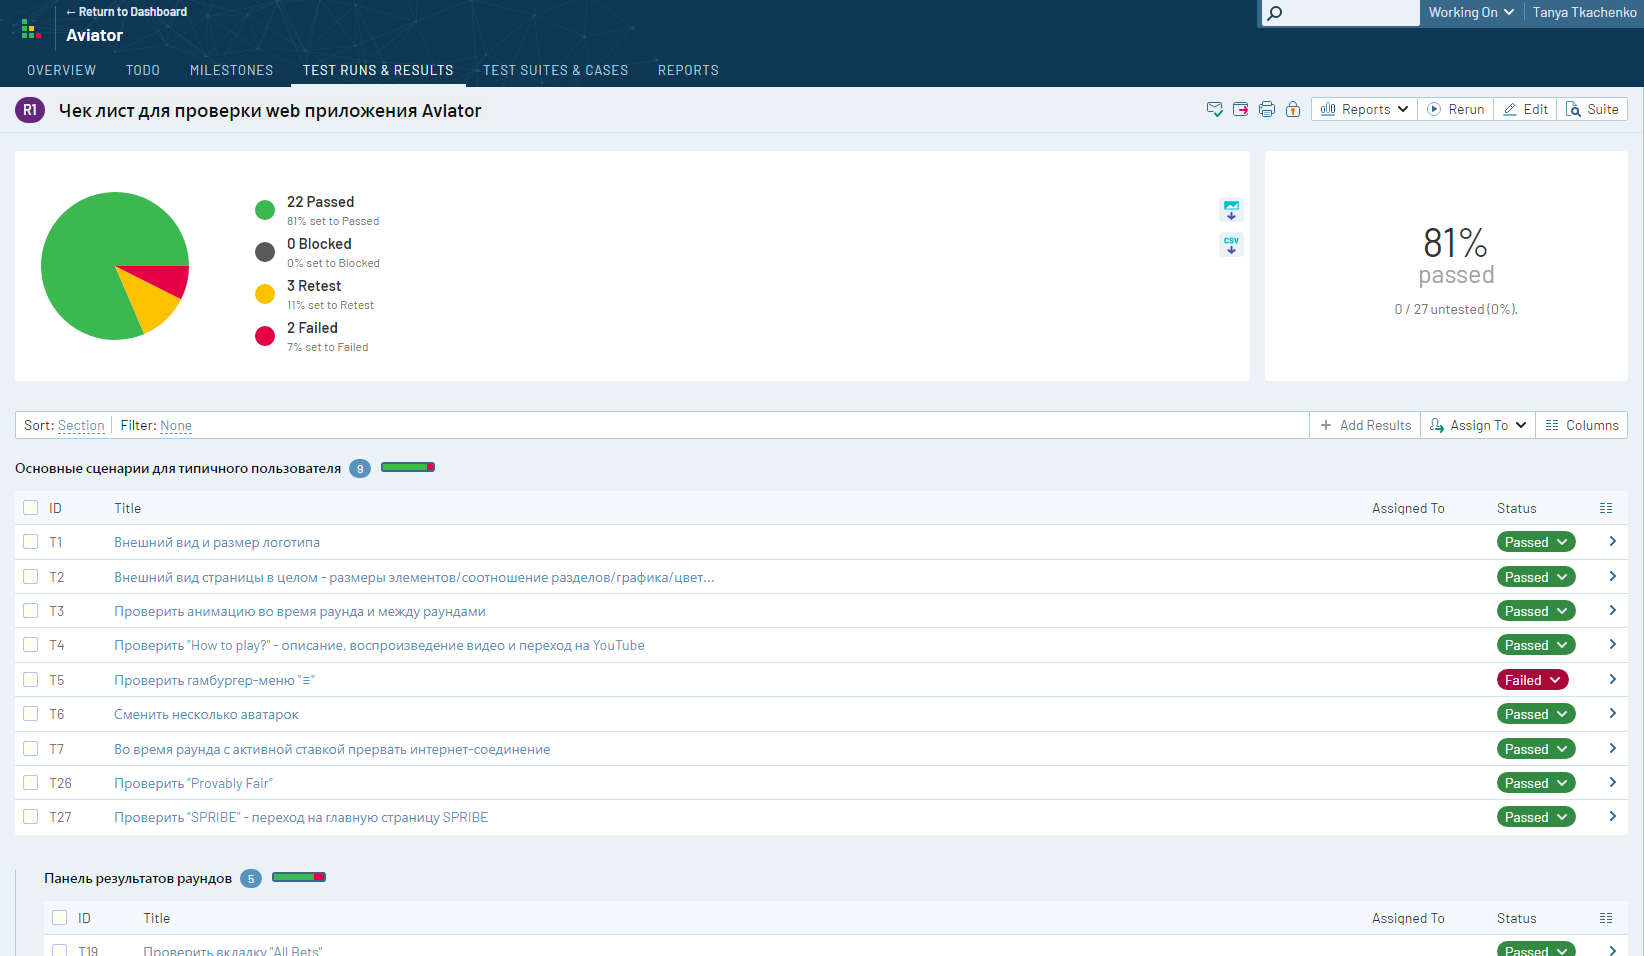 ← Return to Dashboard
Aviator
Working On
Tanya Tkachenko
OVERVIEW TODO MILESTONES TEST RUNS & RESULTS TEST SUITES & CASES REPORTS
R1 Чек лист для проверки web приложения Aviator
Reports Rerun Edit Suite
22 Passed
81% set to Passed
0 Blocked
0% set to Blocked
3 Retest
11% set to Retest
2 Failed
7% set to Failed
CSV
81%
passed
0 / 27 untested (0%).
Sort: Section Filter: None
+ Add Results Assign To Columns
Основные сценарии для типичного пользователя 9
ID Title Assigned To Status
T1 Внешний вид и размер логотипа Passed
T2 Внешний вид страницы в целом - размеры элементов/соотношение разделов/графика/цвет... Passed
T3 Проверить анимацию во время раунда и между раундами Passed
T4 Проверить "How to play?" - описание, воспроизведение видео и переход на YouTube Passed
T5 Проверить гамбургер-меню "≡" Failed
T6 Сменить несколько аватарок Passed
T7 Во время раунда с активной ставкой прервать интернет-соединение Passed
T26 Проверить "Provably Fair" Passed
T27 Проверить "SPRIBE" - переход на главную страницу SPRIBE Passed
Панель результатов раундов 5
ID Title Assigned To Status
T19 Проверить вкладку "All Bets" Passed